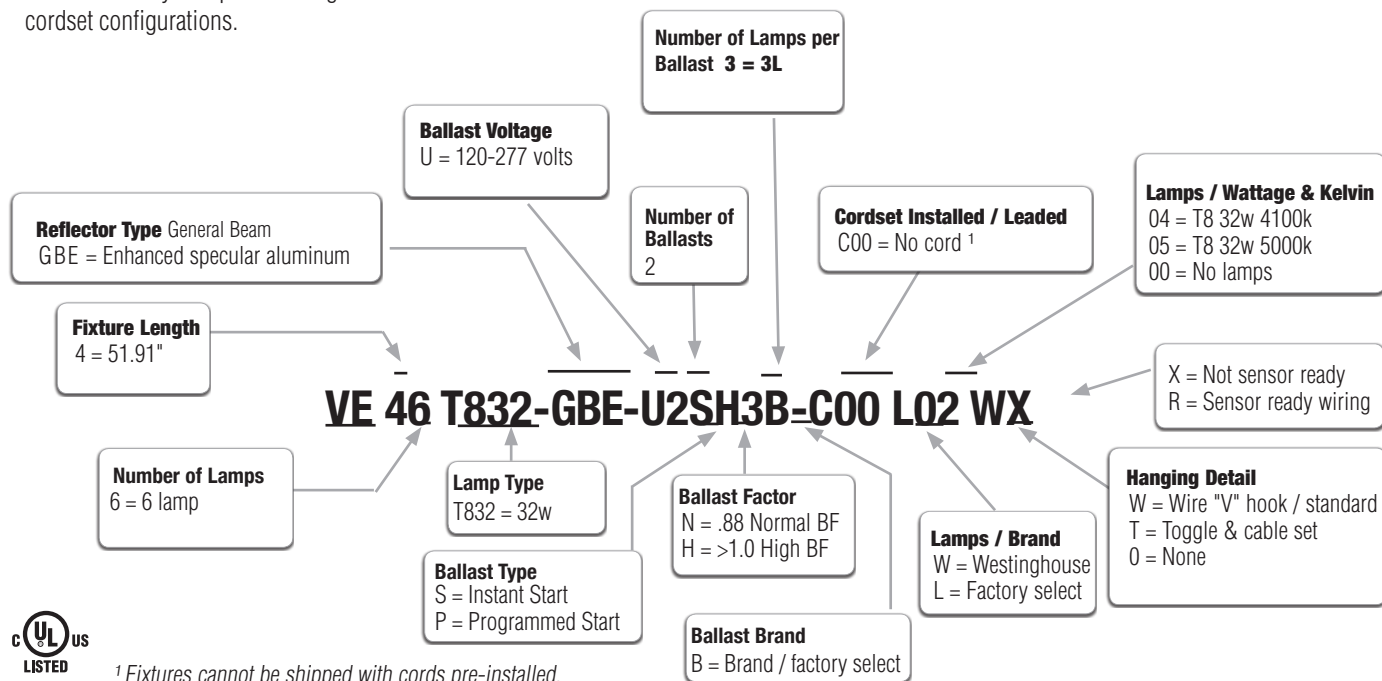 cordset configurations.
Number of Lamps per
Ballast 3 = 3L
Ballast Voltage
U = 120-277 volts
Reflector Type General Beam
GBE = Enhanced specular aluminum
Number of
Ballasts
2
Cordset Installed / Leaded
C00 = No cord ¹
Lamps / Wattage & Kelvin
04 = T8 32w 4100k
05 = T8 32w 5000k
00 = No lamps
Fixture Length
4 = 51.91"
X = Not sensor ready
R = Sensor ready wiring
VE 46 T832-GBE-U2SH3B-C00 L02 WX
Number of Lamps
6 = 6 lamp
Lamp Type
T832 = 32w
Ballast Type
S = Instant Start
P = Programmed Start
Ballast Factor
N = .88 Normal BF
H = >1.0 High BF
Ballast Brand
B = Brand / factory select
Lamps / Brand
W = Westinghouse
L = Factory select
Hanging Detail
W = Wire "V" hook / standard
T = Toggle & cable set
0 = None
C UL US
LISTED
¹ Fixtures cannot be shipped with cords pre-installed